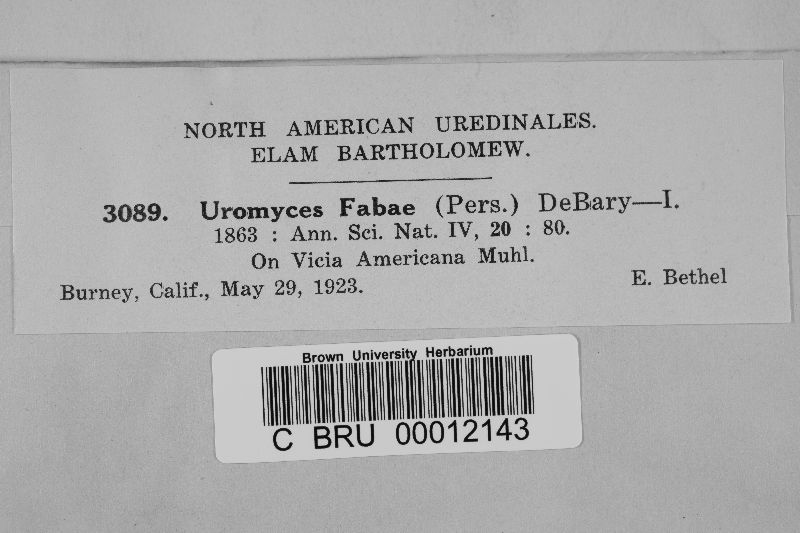 NORTH AMERICAN UREDINALES.
ELAM BARTHOLOMEW.
3089. Uromyces Fabae (Pers.) DeBary—I.
1863 : Ann. Sci. Nat. IV, 20 : 80.
On Vicia Americana Muhl.
Burney, Calif., May 29, 1923. E. Bethel
Brown University Herbarium
C BRU 00012143